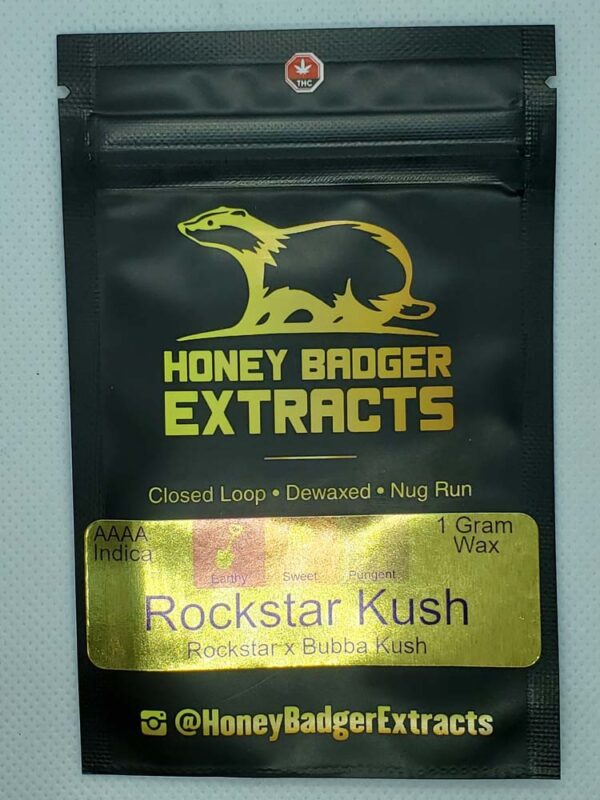 THC
HONEY BADGER
EXTRACTS
Closed Loop • Dewaxed • Nug Run
AAAA
Indica
1 Gram
Wax
Earthy Sweet Pungent
Rockstar Kush
Rockstar x Bubba Kush
@HoneyBadgerExtracts